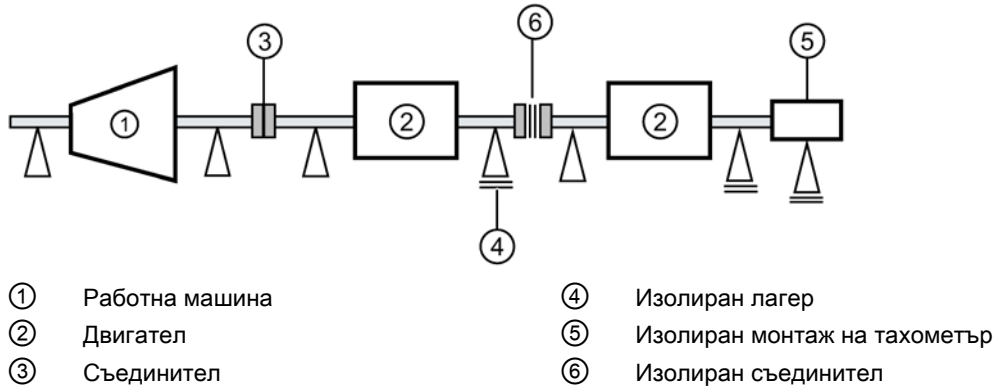 ⑥
③ ⑤
① ② ②
④
① Работна машина ④ Изолиран лагер
② Двигател ⑤ Изолиран монтаж на тахометър
③ Съединител ⑥ Изолиран съединител